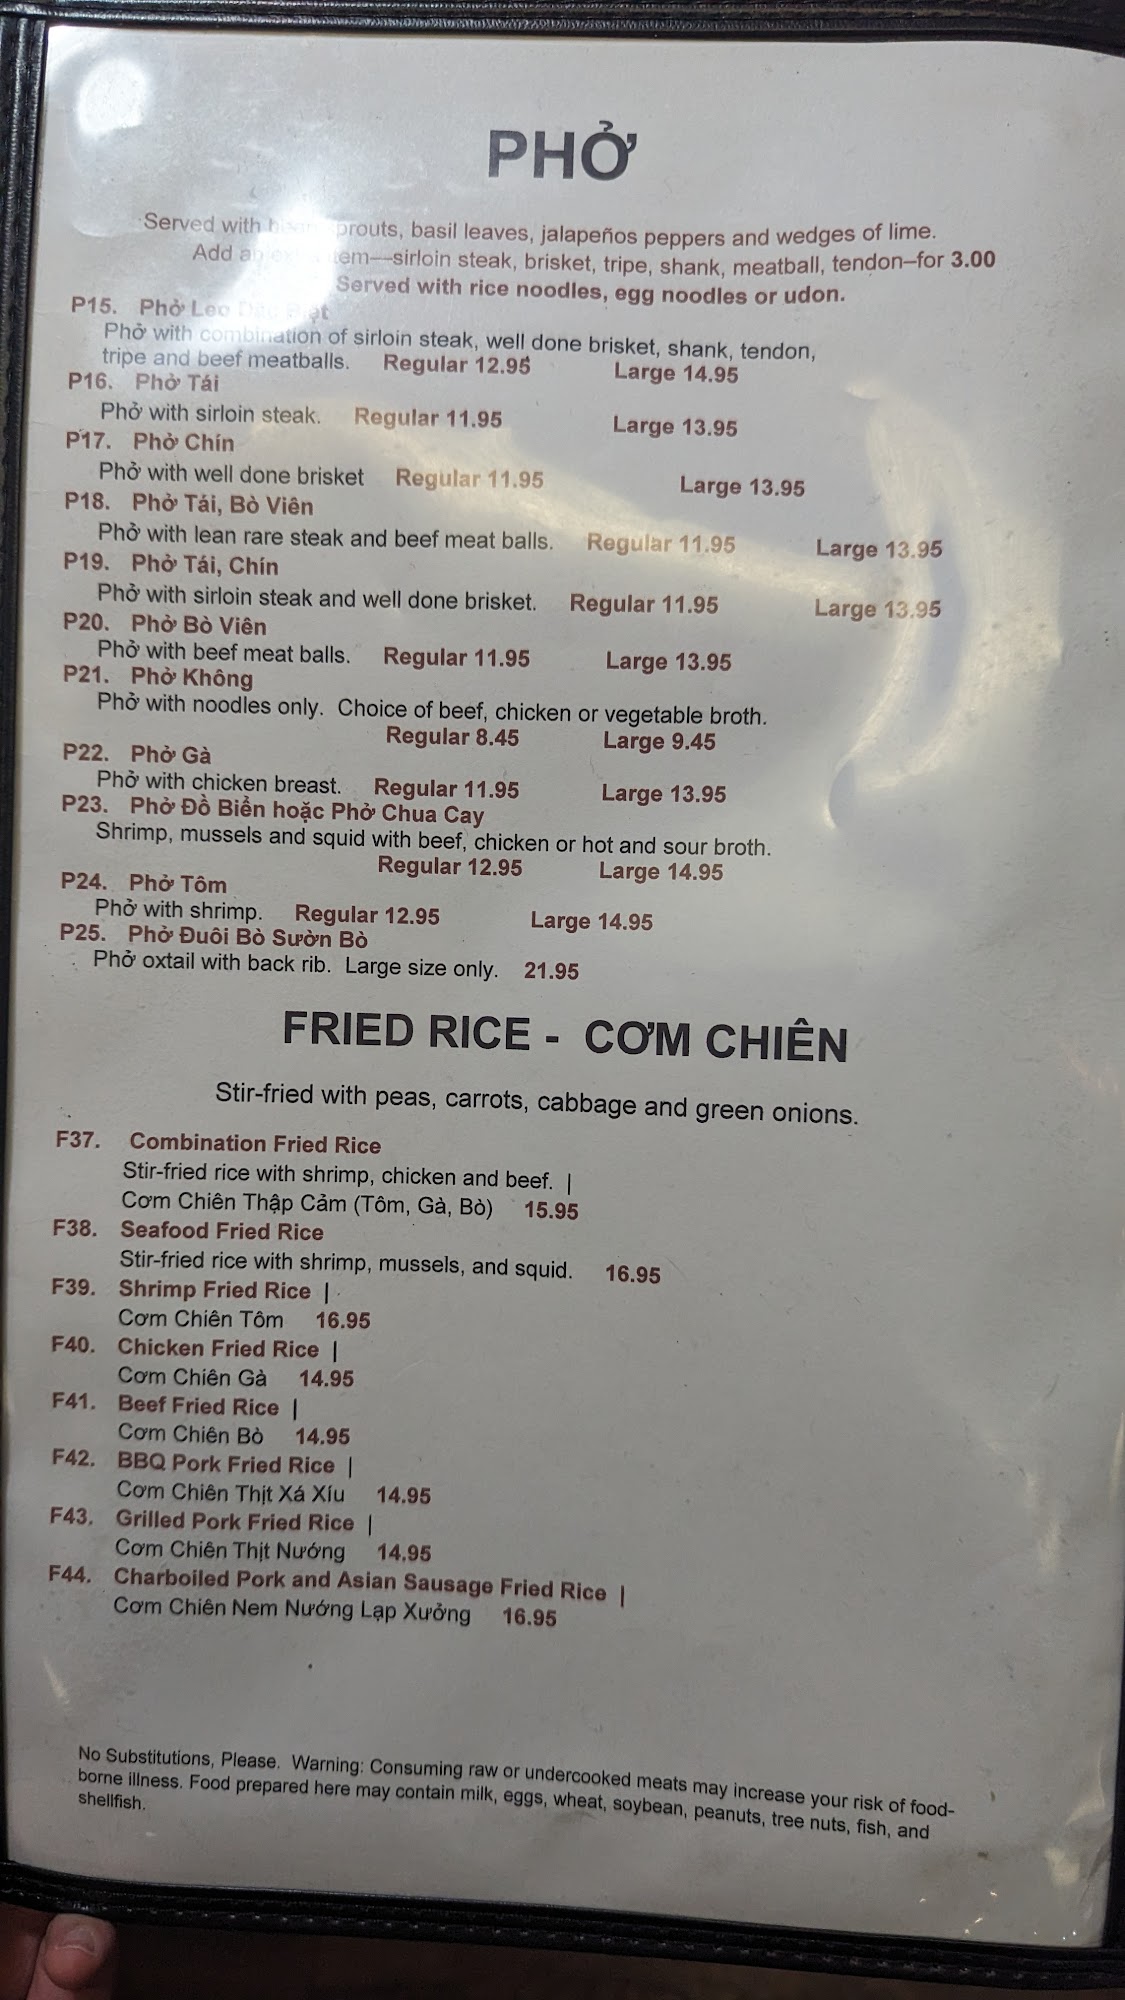 PHỞ
Served with bean sprouts, basil leaves, jalapeños peppers and wedges of lime.
Add an extra item—sirloin steak, brisket, tripe, shank, meatball, tendon–for 3.00
Served with rice noodles, egg noodles or udon.
P15. Phở Leo Đặc Biệt
Phở with combination of sirloin steak, well done brisket, shank, tendon,
tripe and beef meatballs. Regular 12.95 Large 14.95
P16. Phở Tái
Phở with sirloin steak. Regular 11.95 Large 13.95
P17. Phở Chín
Phở with well done brisket Regular 11.95 Large 13.95
P18. Phở Tái, Bò Viên
Phở with lean rare steak and beef meat balls. Regular 11.95 Large 13.95
P19. Phở Tái, Chín
Phở with sirloin steak and well done brisket. Regular 11.95 Large 13.95
P20. Phở Bò Viên
Phở with beef meat balls. Regular 11.95 Large 13.95
P21. Phở Không
Phở with noodles only. Choice of beef, chicken or vegetable broth.
Regular 8.45 Large 9.45
P22. Phở Gà
Phở with chicken breast. Regular 11.95 Large 13.95
P23. Phở Đồ Biển hoặc Phở Chua Cay
Shrimp, mussels and squid with beef, chicken or hot and sour broth.
Regular 12.95 Large 14.95
P24. Phở Tôm
Phở with shrimp. Regular 12.95 Large 14.95
P25. Phở Đuôi Bò Sườn Bò
Phở oxtail with back rib. Large size only. 21.95
FRIED RICE - CƠM CHIÊN
Stir-fried with peas, carrots, cabbage and green onions.
F37. Combination Fried Rice
Stir-fried rice with shrimp, chicken and beef. |
Cơm Chiên Thập Cảm (Tôm, Gà, Bò) 15.95
F38. Seafood Fried Rice
Stir-fried rice with shrimp, mussels, and squid. 16.95
F39. Shrimp Fried Rice |
Cơm Chiên Tôm 16.95
F40. Chicken Fried Rice |
Cơm Chiên Gà 14.95
F41. Beef Fried Rice |
Cơm Chiên Bò 14.95
F42. BBQ Pork Fried Rice |
Cơm Chiên Thịt Xá Xíu 14.95
F43. Grilled Pork Fried Rice |
Cơm Chiên Thịt Nướng 14.95
F44. Charboiled Pork and Asian Sausage Fried Rice |
Cơm Chiên Nem Nướng Lạp Xưởng 16.95
No Substitutions, Please. Warning: Consuming raw or undercooked meats may increase your risk of food-
borne illness. Food prepared here may contain milk, eggs, wheat, soybean, peanuts, tree nuts, fish, and
shellfish.